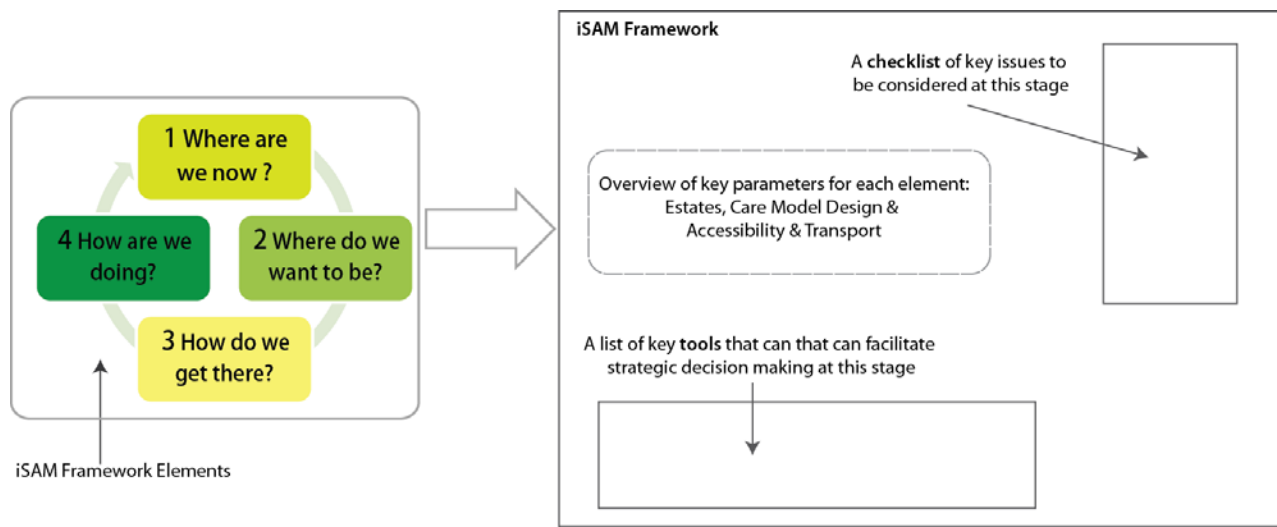 1 Where are
we now ?
4 How are we
doing?
2 Where do we
want to be?
3 How do we
get there?
iSAM Framework Elements
iSAM Framework
A checklist of key issues to
be considered at this stage
Overview of key parameters for each element:
Estates, Care Model Design &
Accessibility & Transport
A list of key tools that can that can facilitate
strategic decision making at this stage